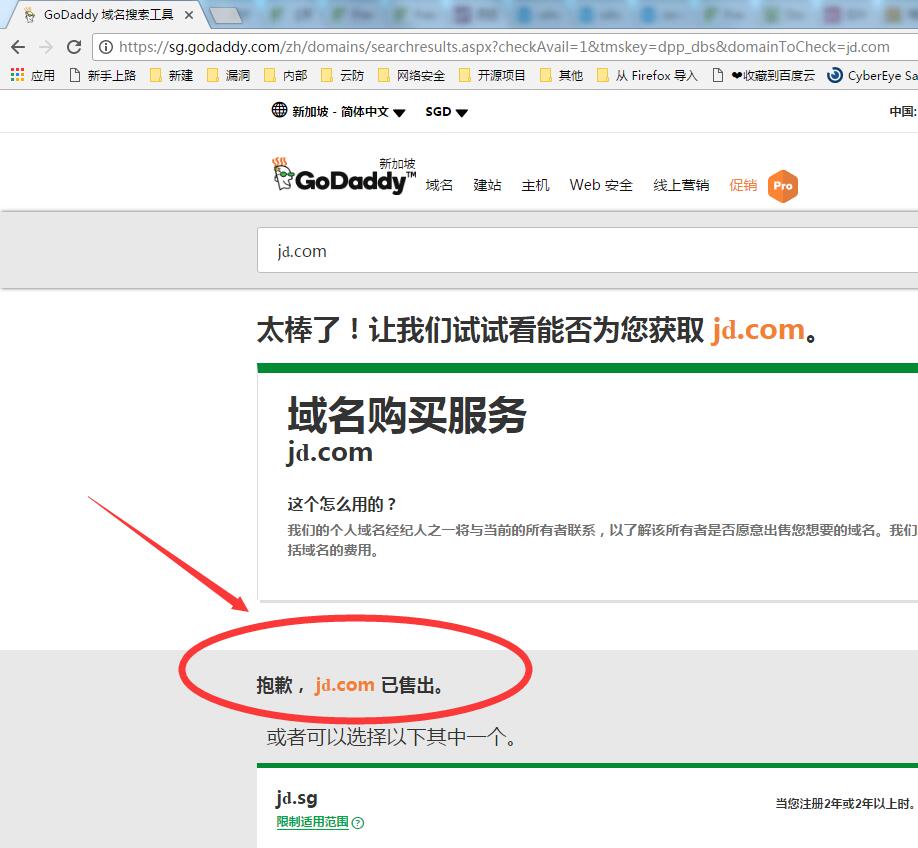 GoDaddy 域名搜索工具
https://sg.godaddy.com/zh/domains/searchresults.aspx?checkAvail=1&tmskey=dpp_dbs&domainToCheck=jd.com
应用 新手上路 新建 漏洞 内部 云防 网络安全 开源项目 其他 从 Firefox 导入 ❤收藏到百度云 CyberEye Sa
新加坡 - 简体中文 SGD 中国:
新加坡
GoDaddy™ 域名 建站 主机 Web 安全 线上营销 促销 Pro
jd.com
太棒了！让我们试试看能否为您获取 jd.com。
域名购买服务
jd.com
这个怎么用的？
我们的个人域名经纪人之一将与当前的所有者联系，以了解该所有者是否愿意出售您想要的域名。我们
括域名的费用。
抱歉， jd.com 已售出。
或者可以选择以下其中一个。
jd.sg 当您注册2年或2年以上时。
限制适用范围 ?